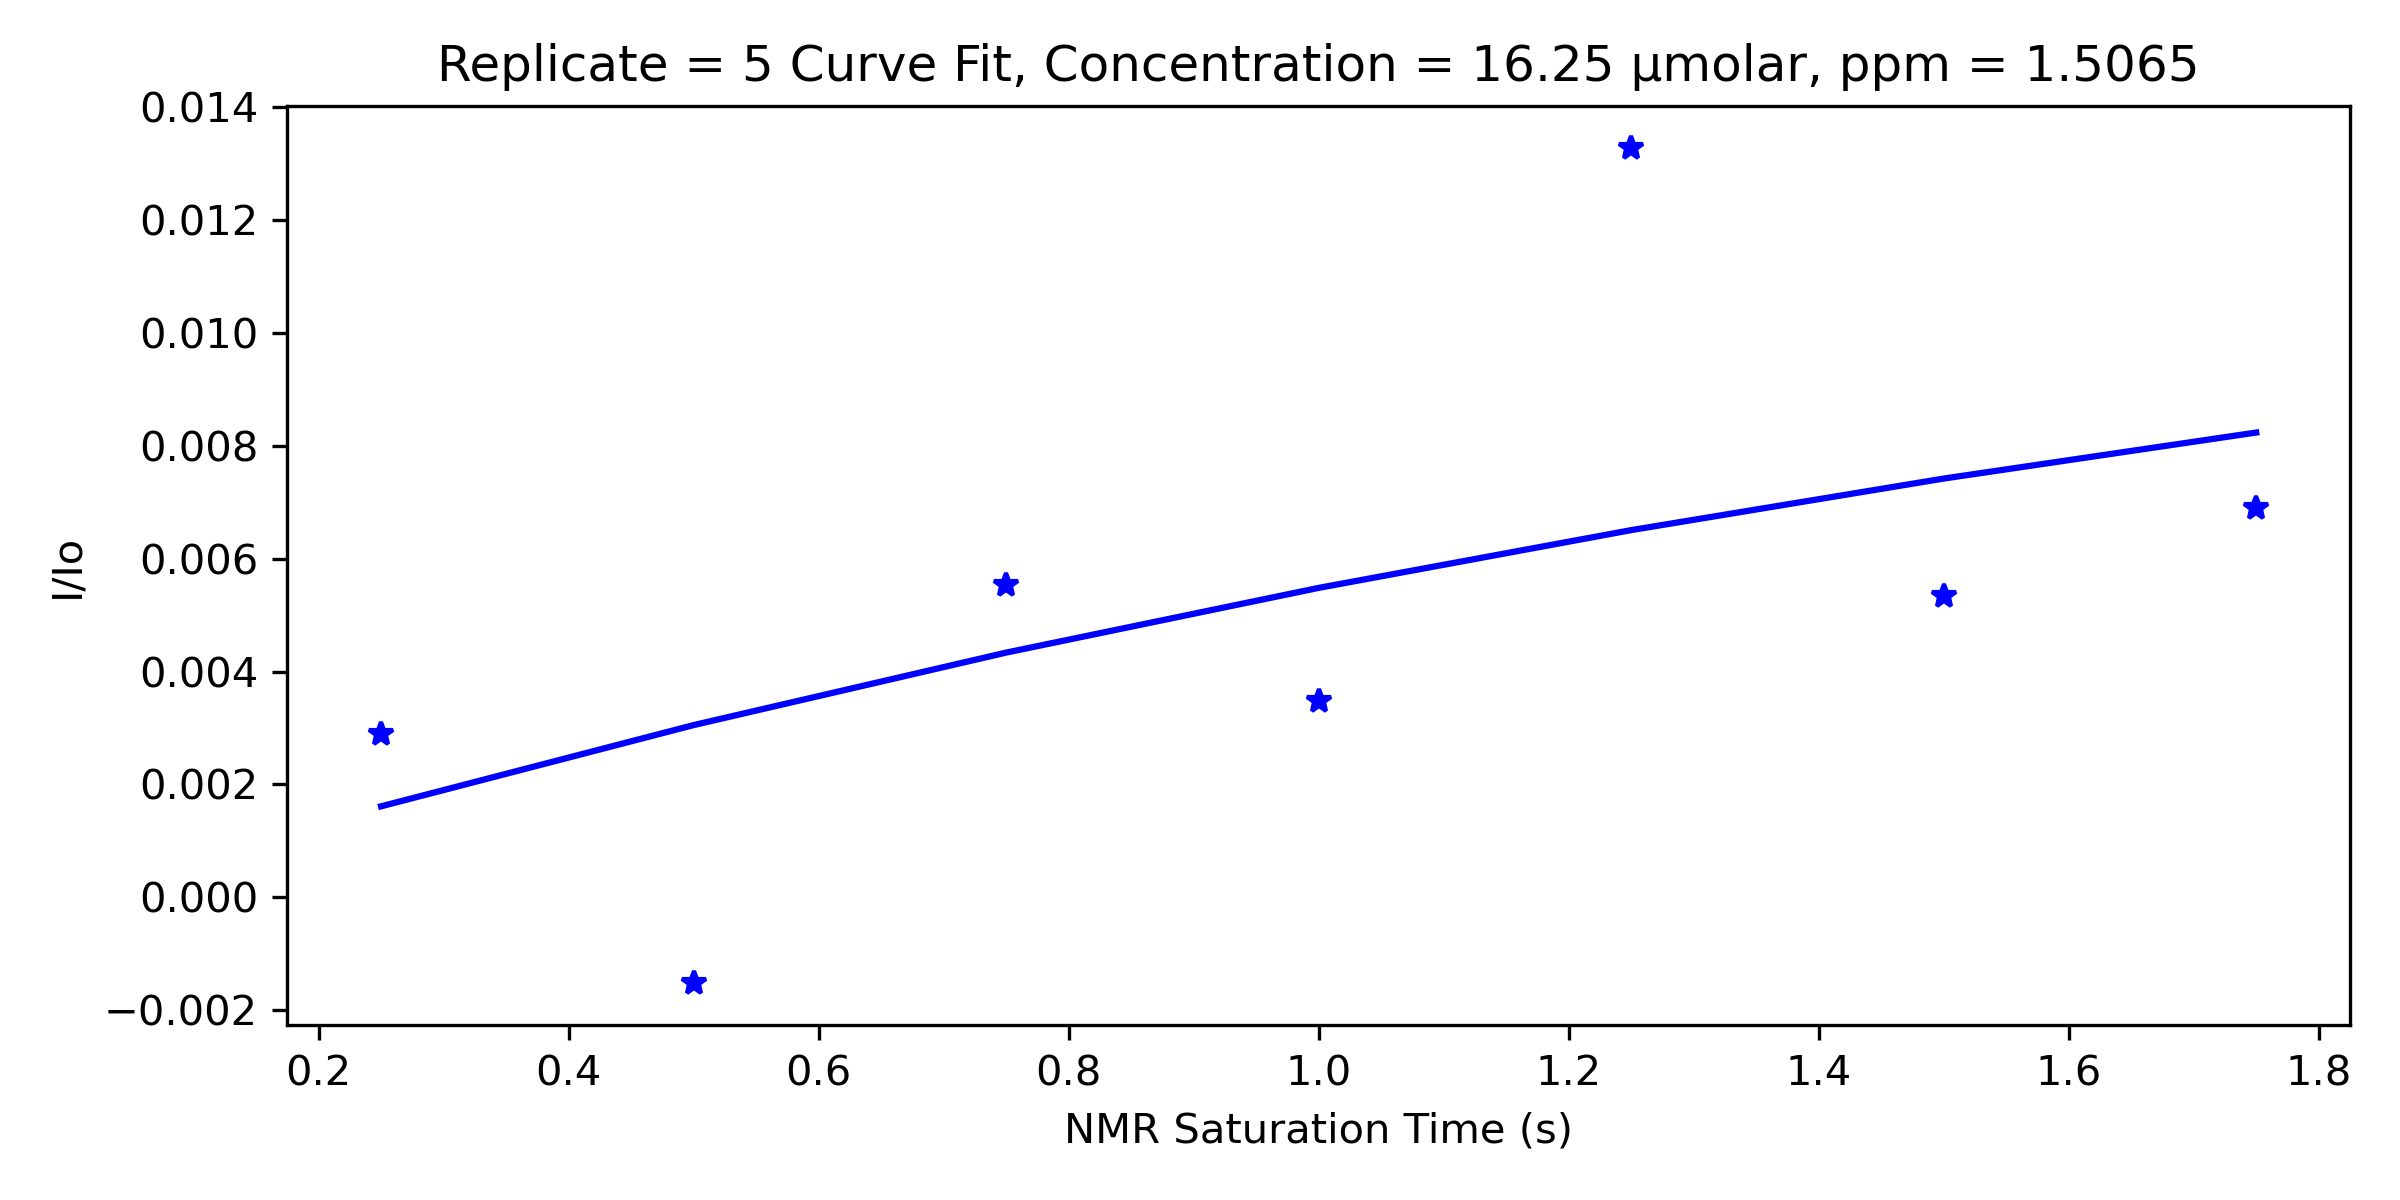 Replicate = 5 Curve Fit, Concentration = 16.25 µmolar, ppm = 1.5065
0.014
0.012
0.010
0.008
0.006
0.004
0.002
0.000
−0.002
I/Io
0.2 0.4 0.6 0.8 1.0 1.2 1.4 1.6 1.8
NMR Saturation Time (s)